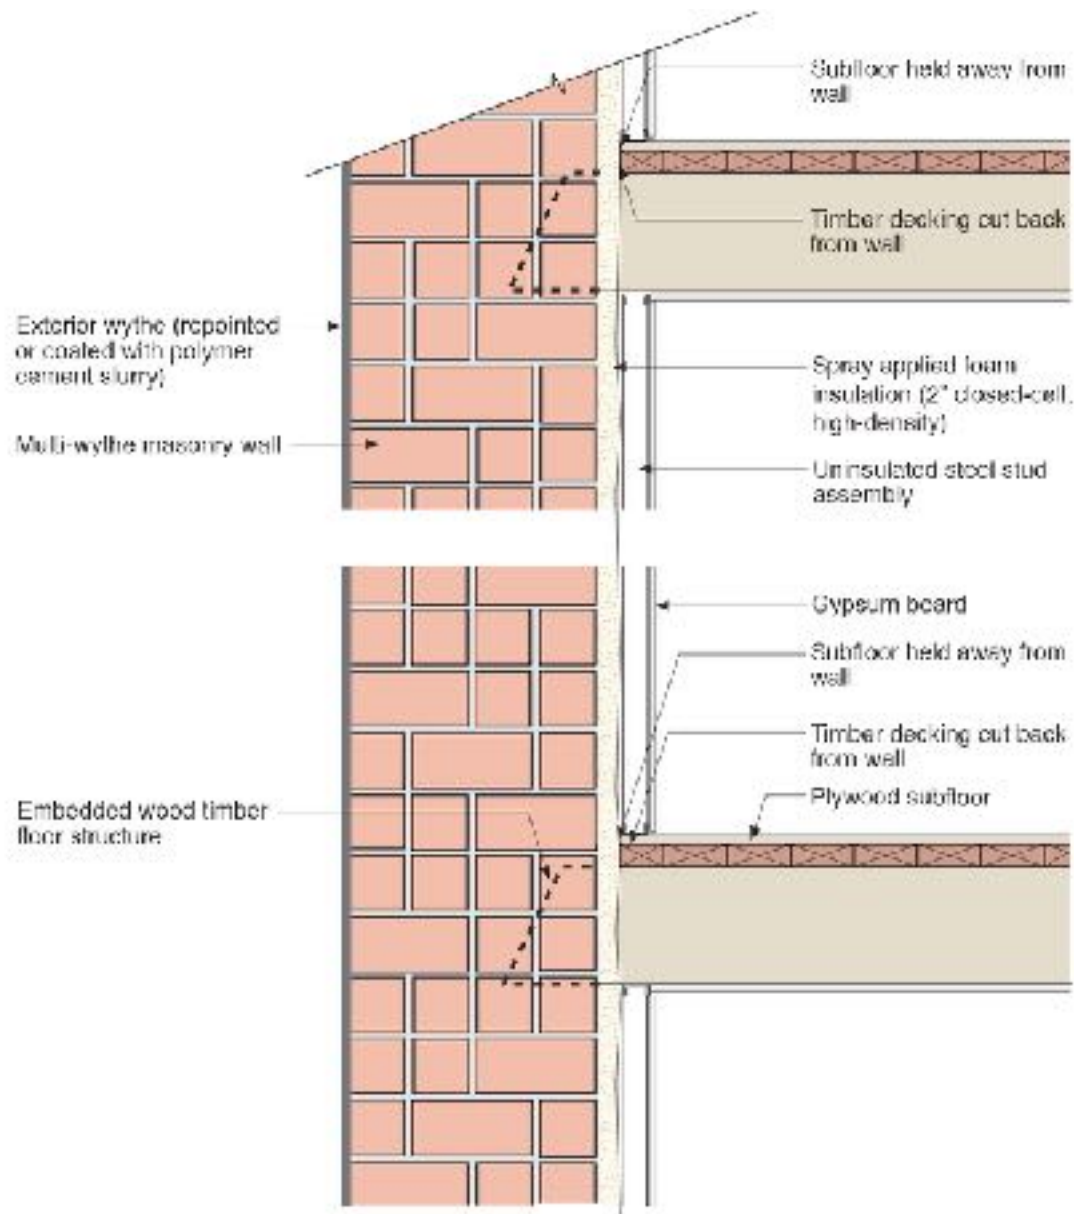 Subfloor held away from
wall
Timber decking cut back
from wall
Exterior wythe (repointed
or coated with polymer
cement slurry)
Spray applied foam
insulation (2" closed-cell,
high-density)
Multi-wythe masonry wall
Uninsulated steel stud
assembly
Gypsum board
Subfloor held away from
wall
Timber decking cut back
from wall
Plywood subfloor
Embedded wood timber
floor structure